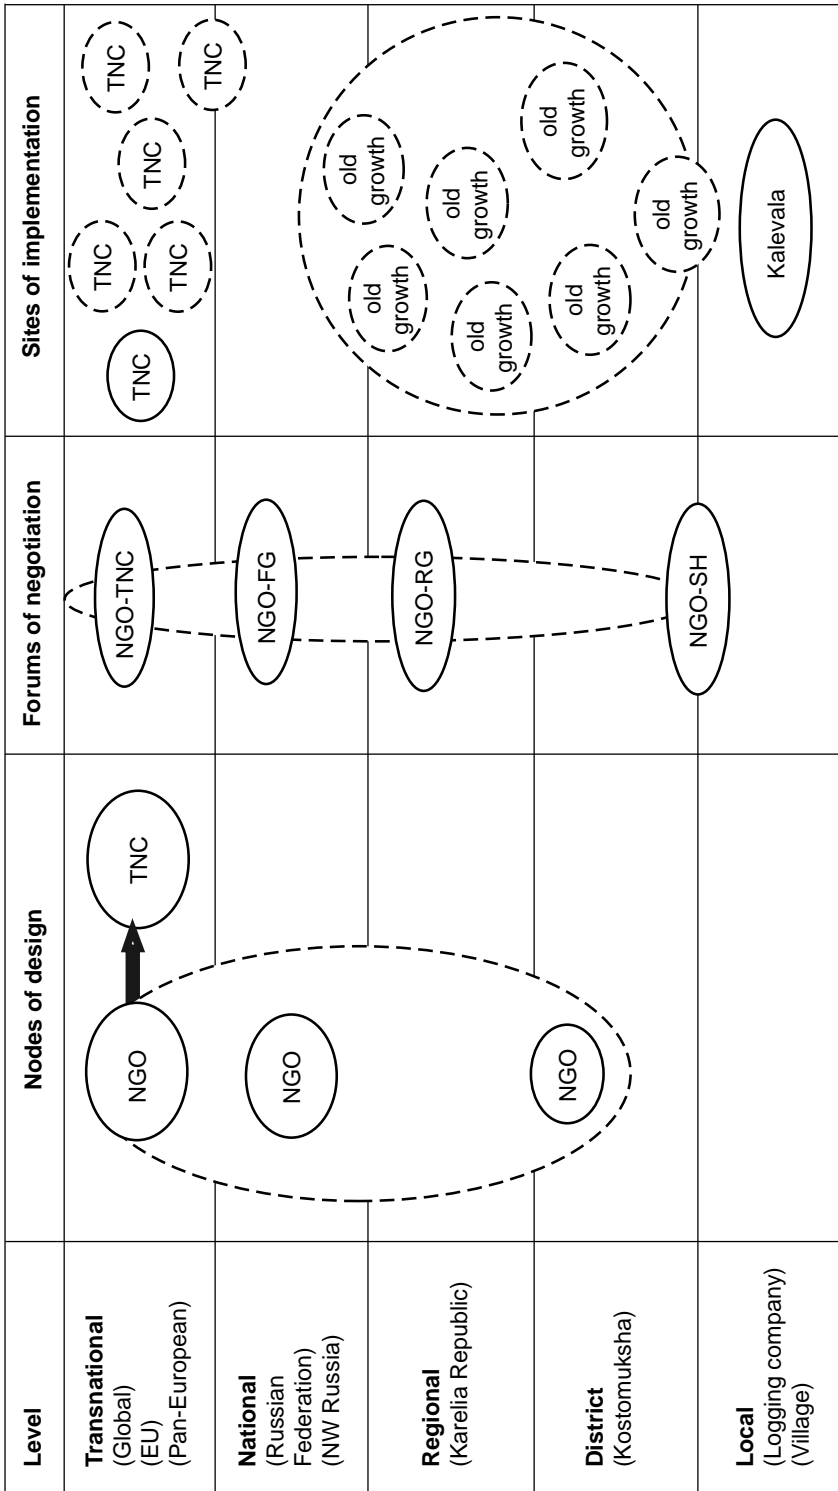 Level
Nodes of design
Forums of negotiation
Sites of implementation
Transnational
(Global)
(EU)
(Pan-European)
NGO
TNC
NGO-TNC
TNC
TNC
TNC
TNC
TNC
TNC
National
(Russian
Federation)
(NW Russia)
NGO
NGO-FG
Regional
(Karelia Republic)
NGO-RG
old
growth
old
growth
old
growth
old
growth
District
(Kostomuksha)
NGO
old
growth
old
growth
old
growth
NGO-SH
Local
(Logging company)
(Village)
Kalevala